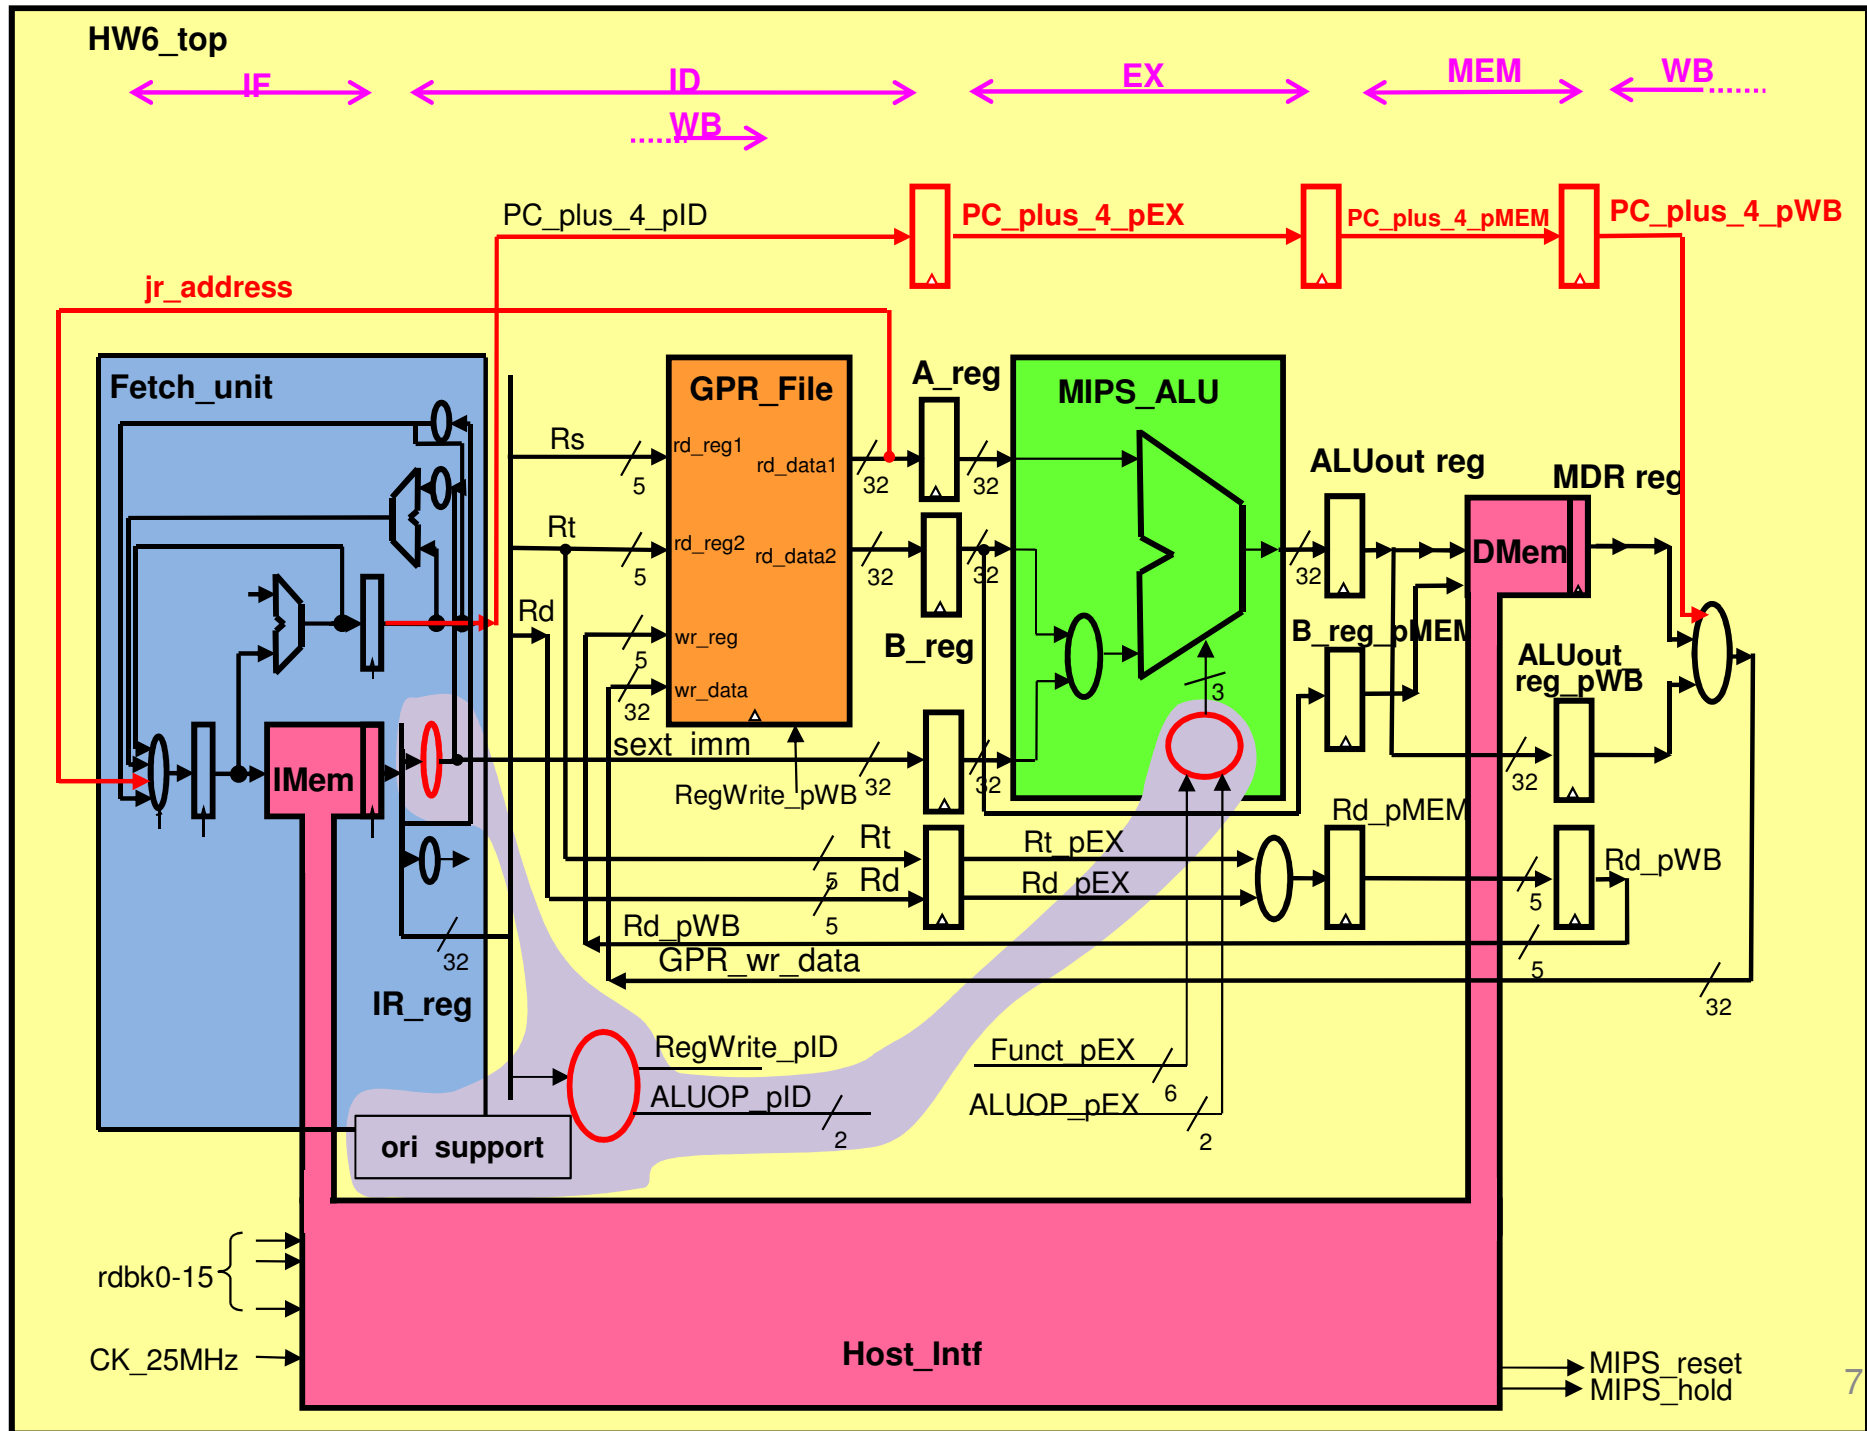 HW6_top
IF
ID
EX
MEM
WB
WB
PC_plus_4_pID
PC_plus_4_pEX
PC_plus_4_pMEM
PC_plus_4_pWB
jr_address
Fetch_unit
GPR_File
A_reg
MIPS_ALU
Rs
rd_reg1
rd_data1
5
32
32
ALUout reg
MDR reg
Rt
rd_reg2
rd_data2
5
32
32
32
DMem
Rd
wr_reg
5
B_reg
B_reg_pMEM
ALUout
reg_pWB
wr_data
32
3
sext_imm
32
32
32
IMem
RegWrite_pWB
Rd_pMEM
Rt
Rt_pEX
5
Rd
Rd_pEX
5
Rd_pWB
5
Rd_pWB
5
GPR_wr_data
32
32
IR_reg
RegWrite_pID
Funct_pEX
6
ALUOP_pID
2
ALUOP_pEX
2
ori support
rdbk0-15
CK_25MHz
Host_Intf
MIPS_reset
MIPS_hold
7